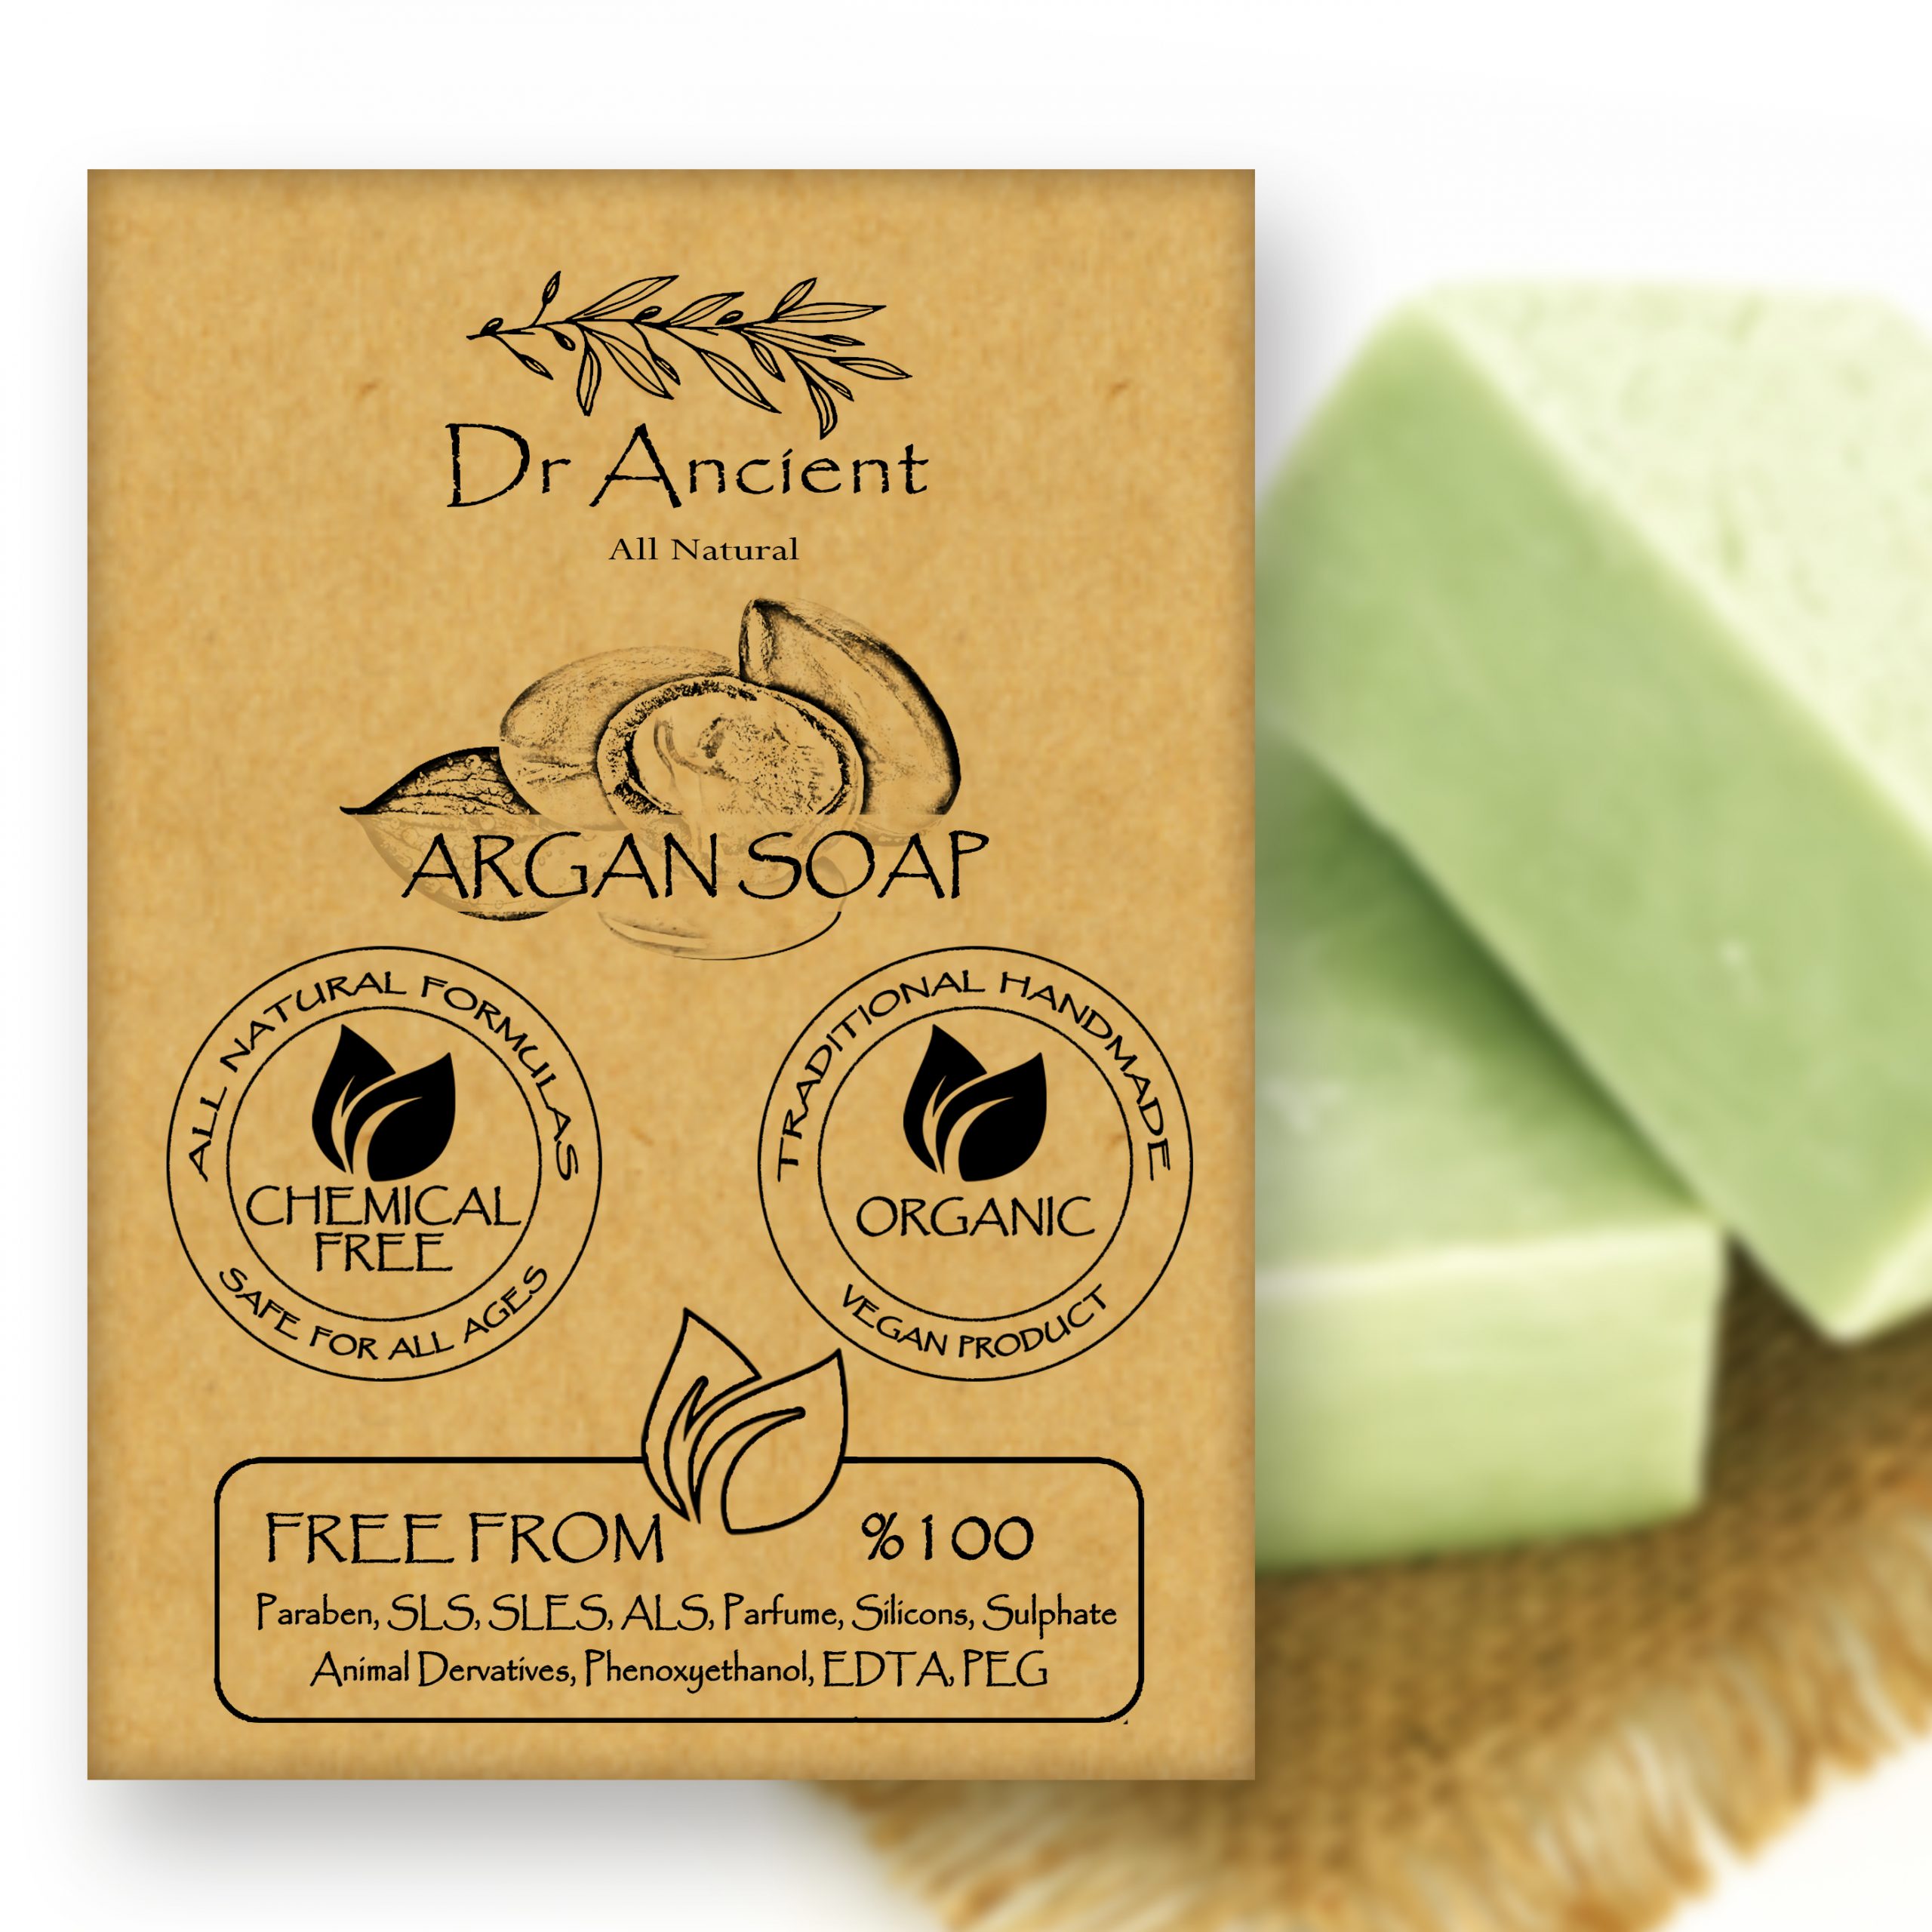 Dr Ancient
All Natural
ARGAN SOAP
ALL NATURAL FORMULAS
CHEMICAL
FREE
SAFE FOR ALL AGES
TRADITIONAL HANDMADE
ORGANIC
VEGAN PRODUCT
FREE FROM %100
Paraben, SLS, SLES, ALS, Parfume, Silicons, Sulphate
Animal Dervatives, Phenoxyethanol, EDTA, PEG